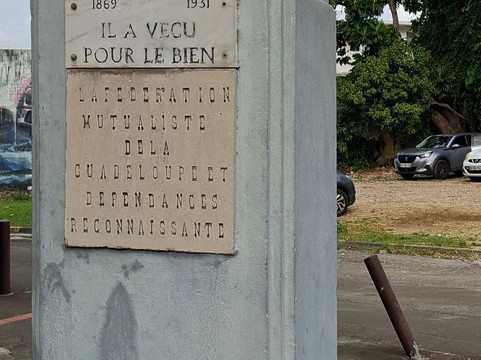 1869 1931
IL A VECU
POUR LE BIEN
LA FEDERATION
MUTUALISTE
DE LA
GUADELOUPE ET
DEPENDANCES
RECONNAISSANTE